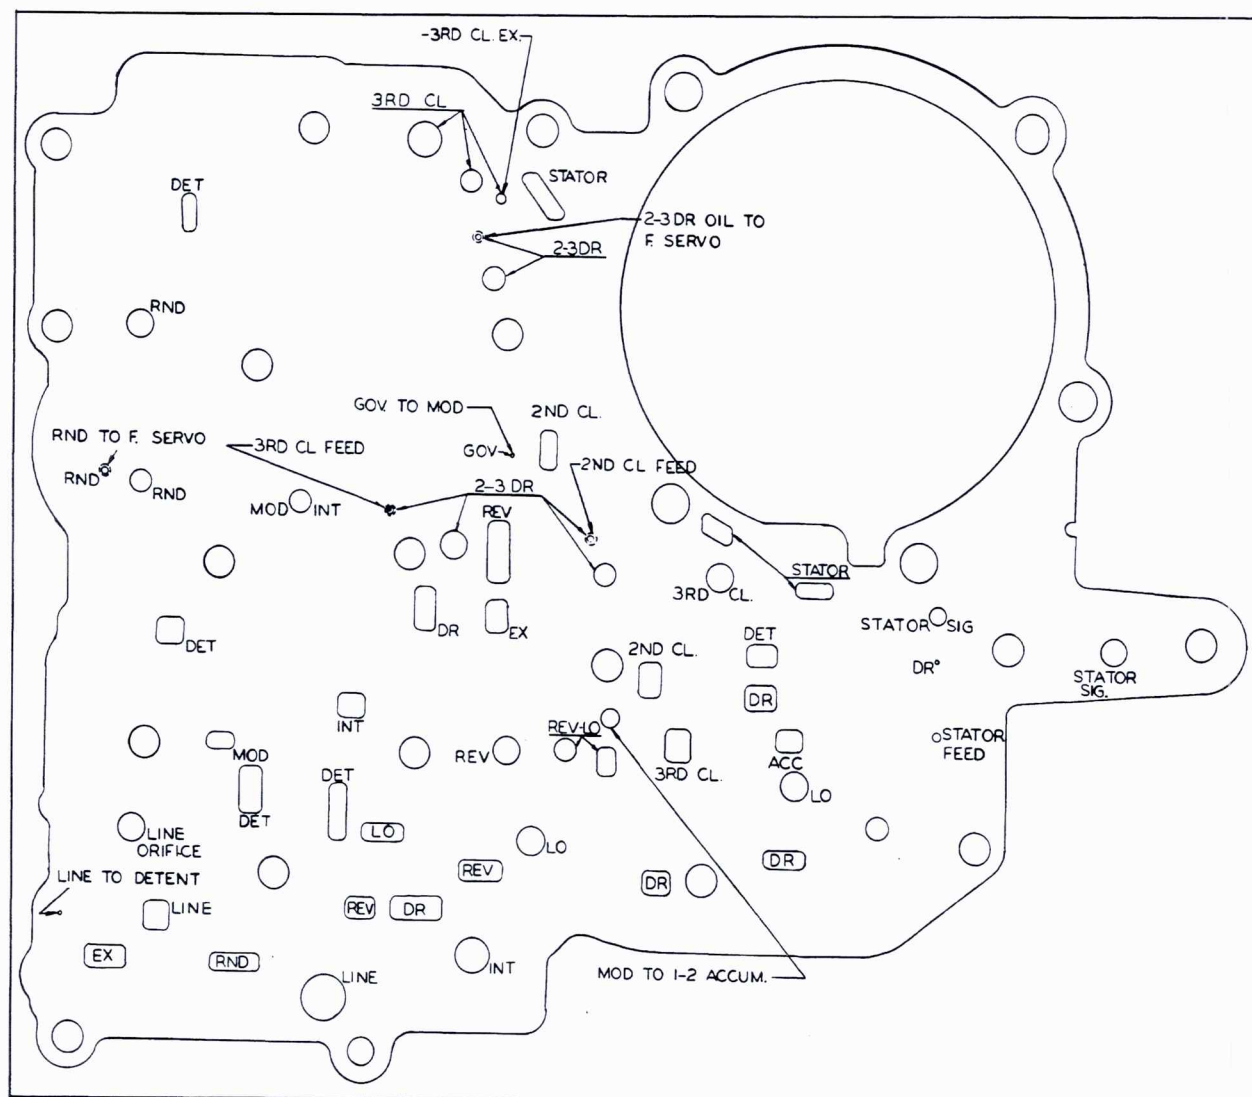 -3RD CL. EX.
3RD CL
DET
STATOR
2-3DR OIL TO
F. SERVO
2-3DR
RND
GOV. TO MOD
2ND CL.
RND TO F. SERVO
3RD CL FEED
GOV
2ND CL FEED
RND
RND
MOD
INT
2-3 DR
REV
3RD CL.
STATOR
DR
EX
STATOR
SIG
DET
2ND CL.
DET
DR
STATOR
SIG.
DR
INT
REV-LO
STATOR
FEED
MOD
REV
3RD CL.
ACC
DET
DET
LO
LINE
ORIFICE
LO
LO
DR
LINE TO DETENT
REV
DR
LINE
REV
DR
EX
RND
INT
LINE
MOD TO 1-2 ACCUM.